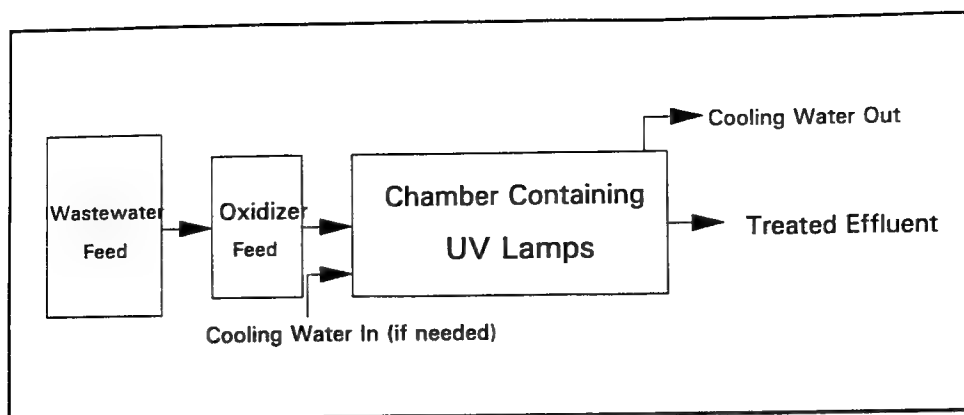 Wastewater
Feed
Oxidizer
Feed
Chamber Containing
UV Lamps
Cooling Water Out
Treated Effluent
Cooling Water In (if needed)